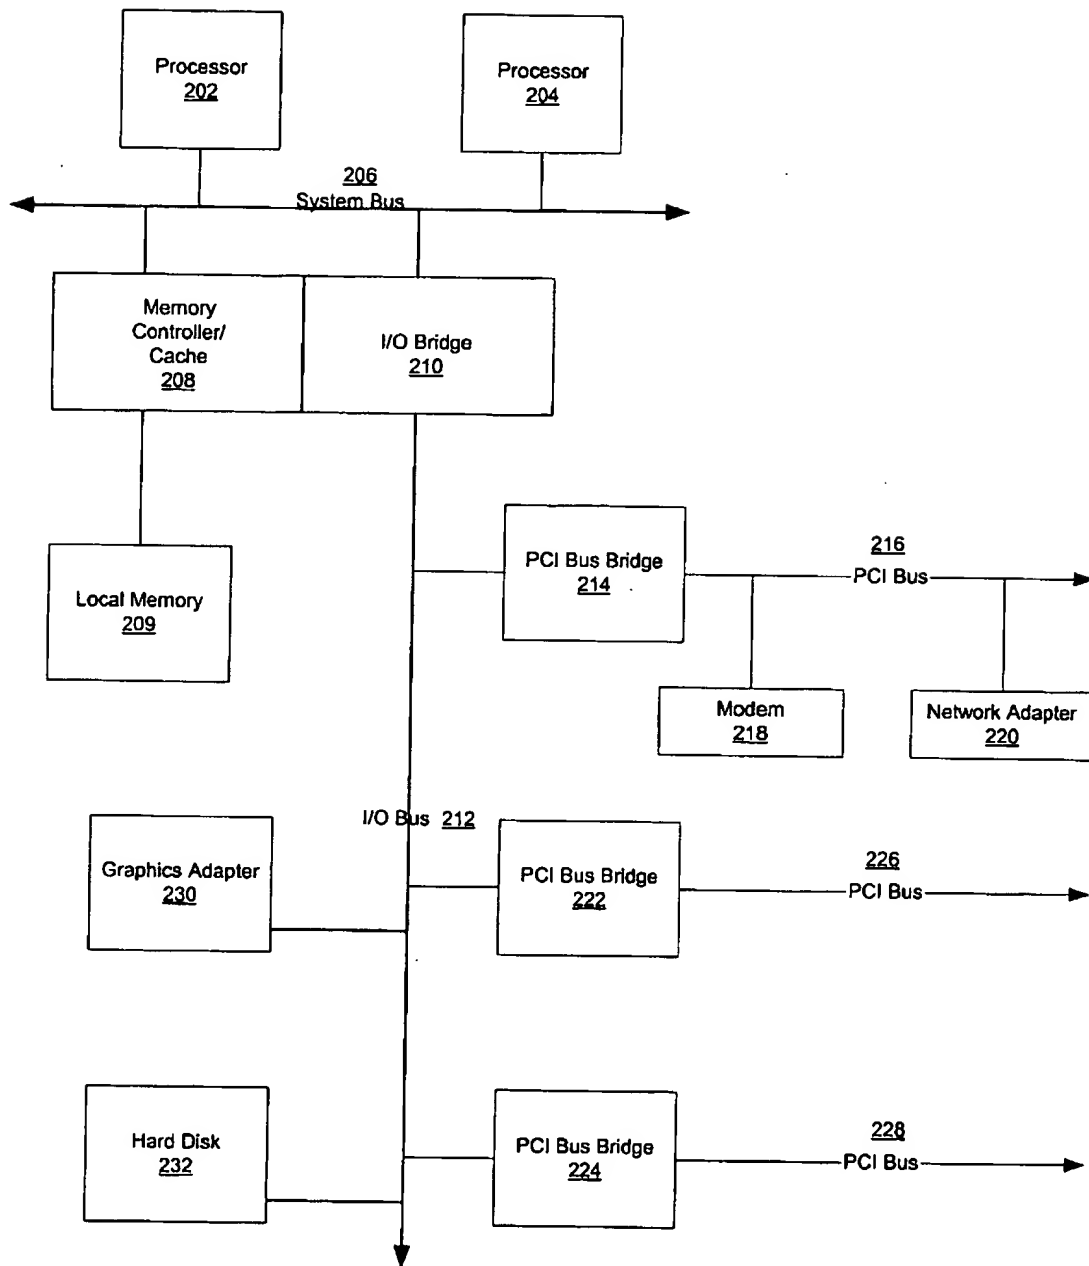 Processor
202
Processor
204
206
System Bus
Memory
Controller/
Cache
208
I/O Bridge
210
PCI Bus Bridge
214
216
PCI Bus
Local Memory
209
Modem
218
Network Adapter
220
I/O Bus 212
Graphics Adapter
230
PCI Bus Bridge
222
226
PCI Bus
Hard Disk
232
PCI Bus Bridge
224
228
PCI Bus